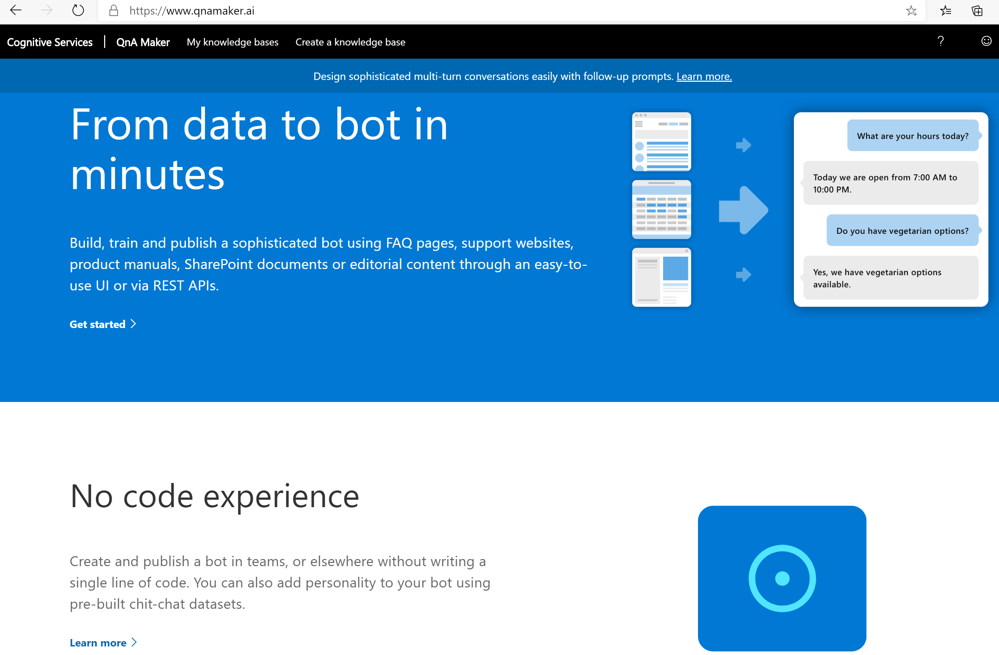 https://www.qnamaker.ai
Cognitive Services
QnA Maker
My knowledge bases
Create a knowledge base
?
Design sophisticated multi-turn conversations easily with follow-up prompts. Learn more.
From data to bot in
minutes
Build, train and publish a sophisticated bot using FAQ pages, support websites,
product manuals, SharePoint documents or editorial content through an easy-to-
use UI or via REST APIs.
Get started
What are your hours today?
Today we are open from 7:00 AM to
10:00 PM.
Do you have vegetarian options?
Yes, we have vegetarian options
available.
No code experience
Create and publish a bot in teams, or elsewhere without writing a
single line of code. You can also add personality to your bot using
pre-built chit-chat datasets.
Learn more